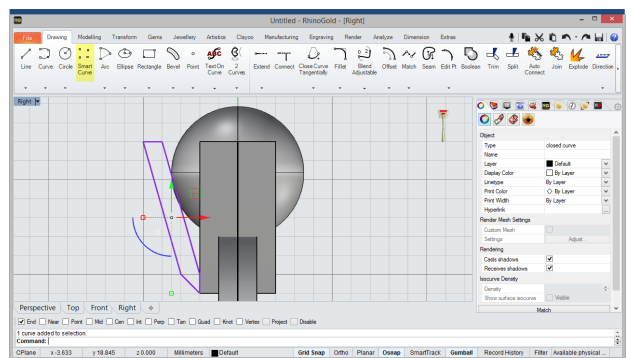 Untitled - RhinoGold - [Right]
File Drawing Modelling Transform Gems Jewellery Artistics Clayoo Manufacturing Engraving Render Analyze Dimension Extras
Line Curve Circle Smart Curve Arc Ellipse Rectangle Bevel Point Text On Curve 2 Curves Extend Connect Close Curve Tangentially Fillet Blend Adjustable Offset Match Seam Edit Pt Boolean Trim Split Auto Connect Join Explode Direction
Right
Object
Type closed curve
Name
Layer Default
Display Color By Layer
Linetype By Layer
Print Color By Layer
Print Width By Layer
Hyperlink
Render Mesh Settings
Custom Mesh
Settings Adjust...
Rendering
Casts shadows
Receives shadows
Isocurve Density
Density
Show surface isocurve Visible
Match
Perspective Top Front Right
End Near Point Mid Cen Int Perp Tan Quad Knot Vertex Project Disable
1 curve added to selection.
Command:
CPlane x -3.633 y 18.845 z 0.000 Millimeters Default Grid Snap Ortho Planar Osnap SmartTrack Gumball Record History Filter Available physical...